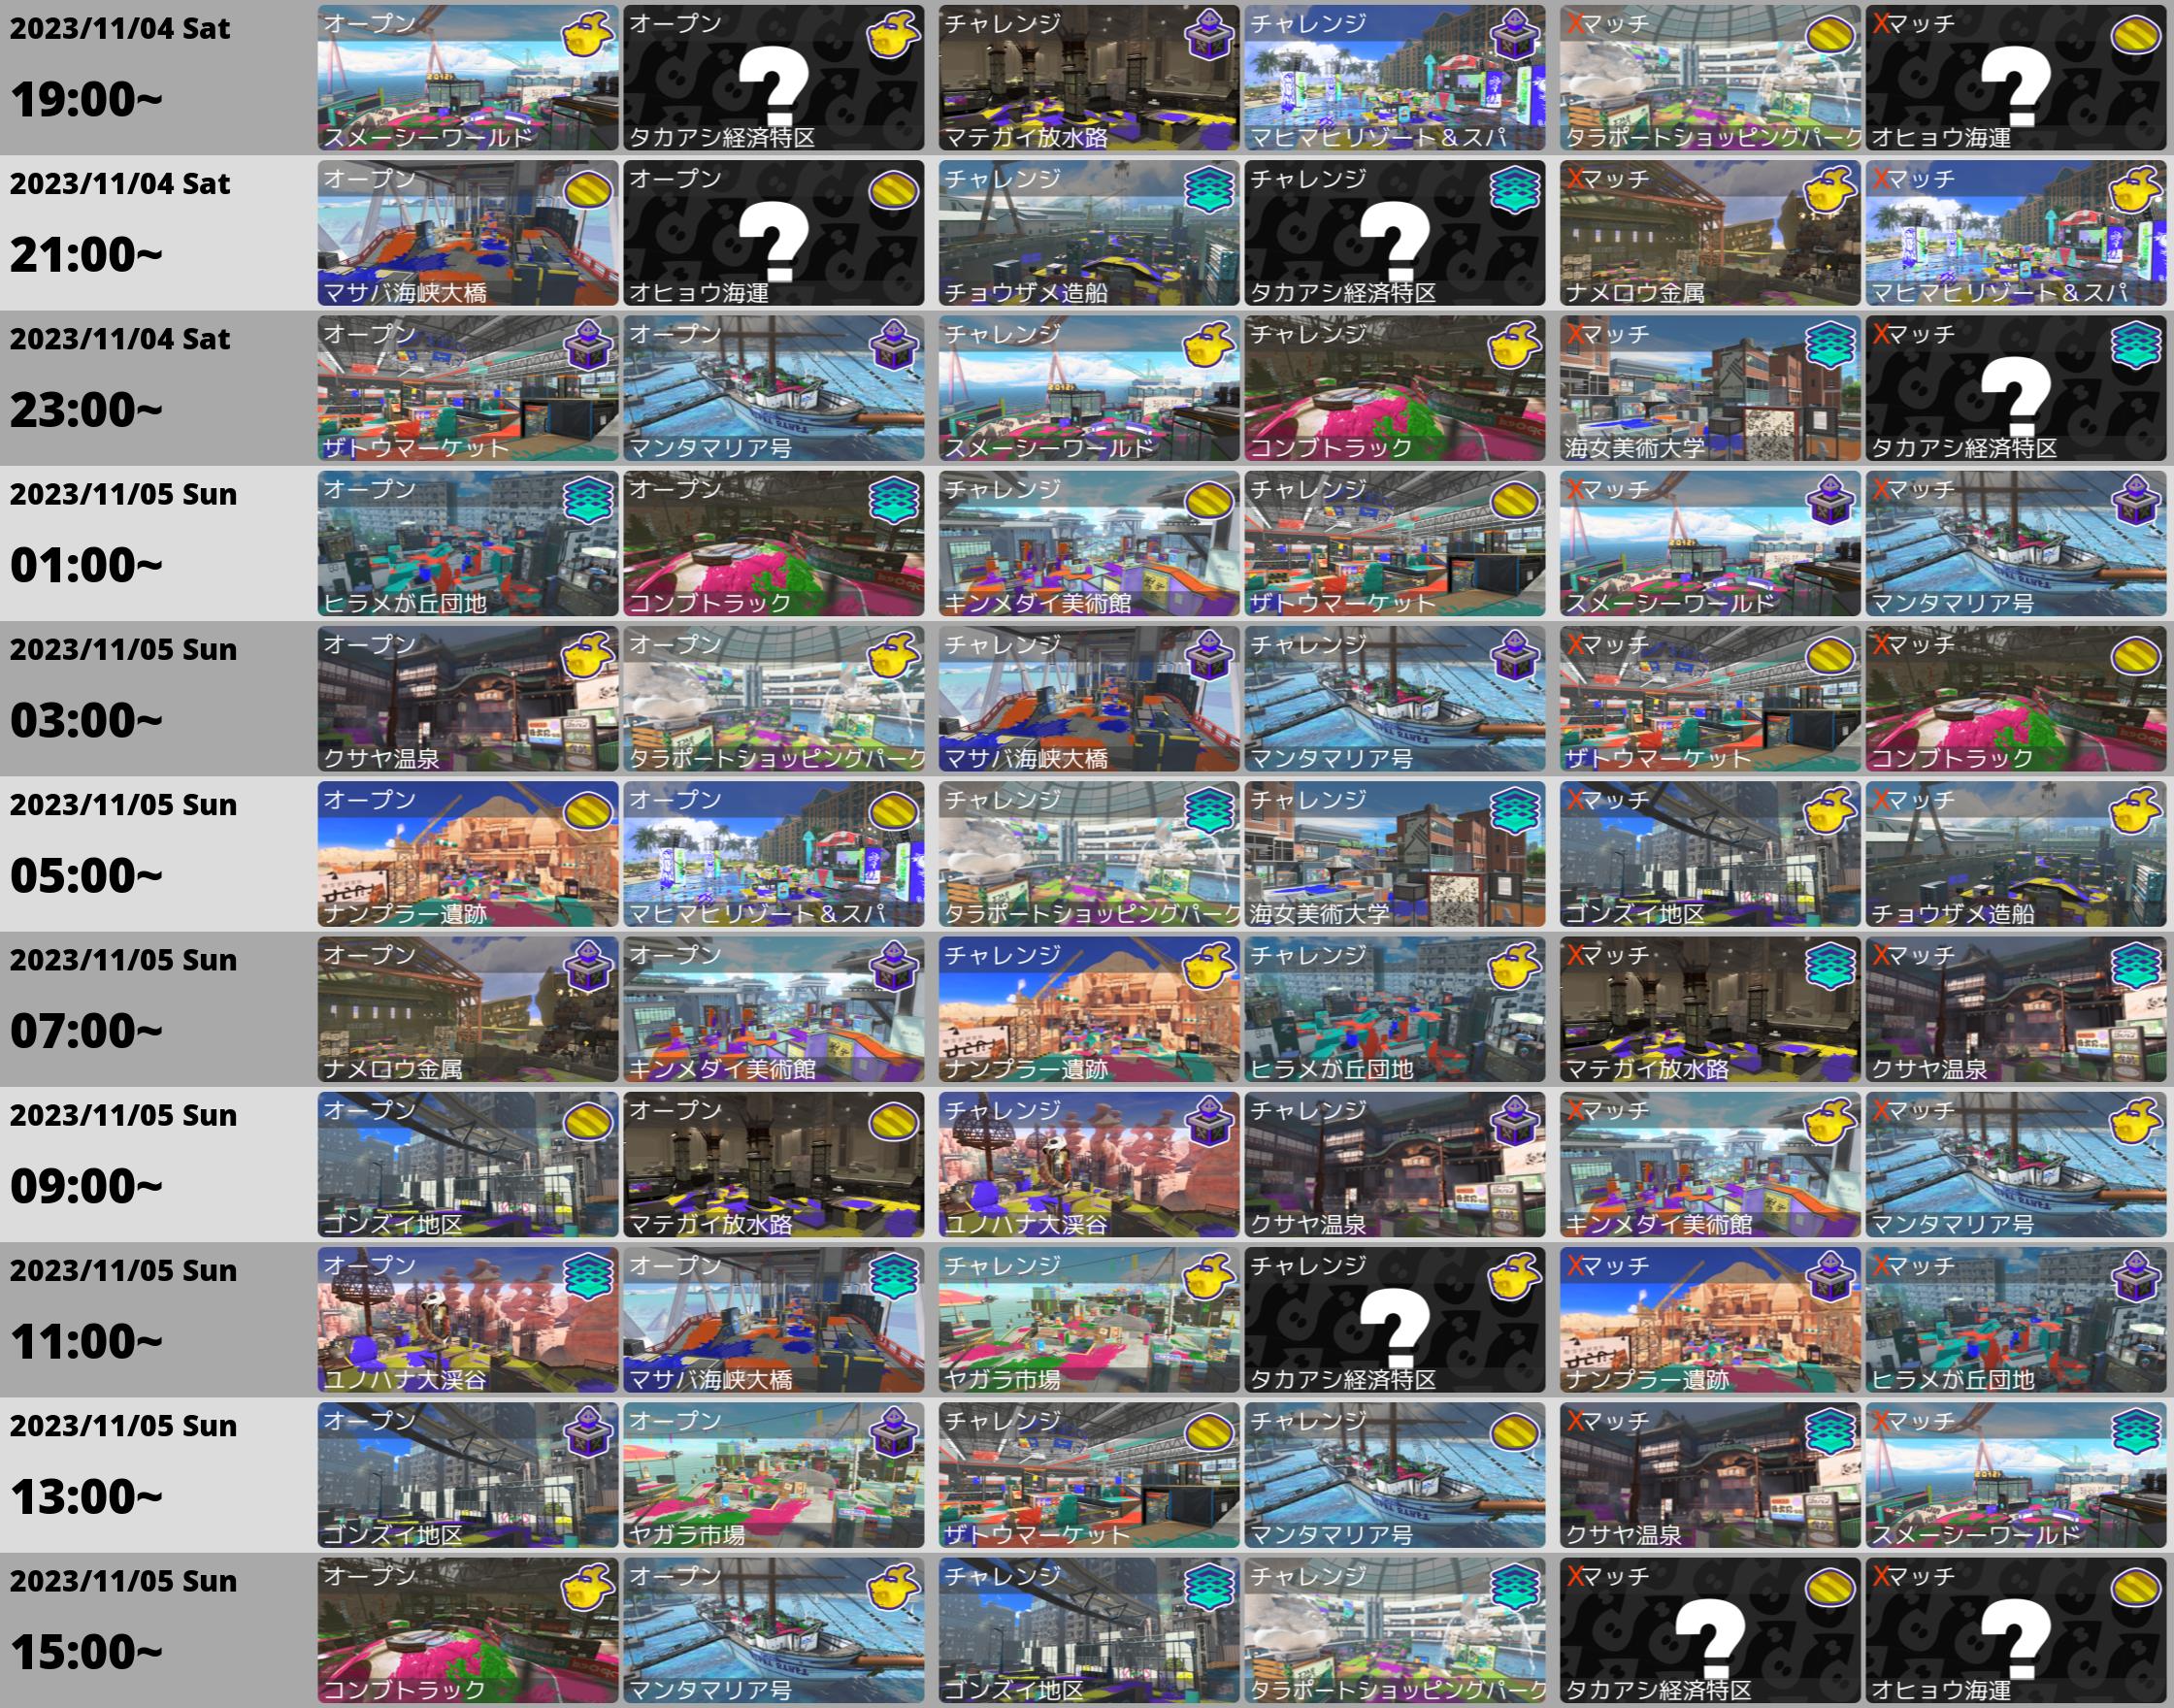 2023/11/04 Sat
19:00~
オープン
スメーシーワールド
オープン
タカアシ経済特区
チャレンジ
マテガイ放水路
チャレンジ
マヒマヒリゾート＆スパ
Xマッチ
タラポートショッピングパーク
Xマッチ
オヒョウ海運
2023/11/04 Sat
21:00~
オープン
マサバ海峡大橋
オープン
オヒョウ海運
チャレンジ
チョウザメ造船
チャレンジ
タカアシ経済特区
Xマッチ
ナメロウ金属
Xマッチ
マヒマヒリゾート＆スパ
2023/11/04 Sat
23:00~
オープン
ザトウマーケット
オープン
マンタマリア号
チャレンジ
スメーシーワールド
チャレンジ
コンブトラック
Xマッチ
海女美術大学
Xマッチ
タカアシ経済特区
2023/11/05 Sun
01:00~
オープン
ヒラメが丘団地
オープン
コンブトラック
チャレンジ
キンメダイ美術館
チャレンジ
ザトウマーケット
Xマッチ
スメーシーワールド
Xマッチ
マンタマリア号
2023/11/05 Sun
03:00~
オープン
クサヤ温泉
オープン
タラポートショッピングパーク
チャレンジ
マサバ海峡大橋
チャレンジ
マンタマリア号
Xマッチ
ザトウマーケット
Xマッチ
コンブトラック
2023/11/05 Sun
05:00~
オープン
ナンプラー遺跡
オープン
マヒマヒリゾート＆スパ
チャレンジ
タラポートショッピングパーク
チャレンジ
海女美術大学
Xマッチ
ゴンズイ地区
Xマッチ
チョウザメ造船
2023/11/05 Sun
07:00~
オープン
ナメロウ金属
オープン
キンメダイ美術館
チャレンジ
ナンプラー遺跡
チャレンジ
ヒラメが丘団地
Xマッチ
マテガイ放水路
Xマッチ
クサヤ温泉
2023/11/05 Sun
09:00~
オープン
ゴンズイ地区
オープン
マテガイ放水路
チャレンジ
ユノハナ大渓谷
チャレンジ
クサヤ温泉
Xマッチ
キンメダイ美術館
Xマッチ
マンタマリア号
2023/11/05 Sun
11:00~
オープン
ユノハナ大渓谷
オープン
マサバ海峡大橋
チャレンジ
ヤガラ市場
チャレンジ
タカアシ経済特区
Xマッチ
ナンプラー遺跡
Xマッチ
ヒラメが丘団地
2023/11/05 Sun
13:00~
オープン
ゴンズイ地区
オープン
ヤガラ市場
チャレンジ
ザトウマーケット
チャレンジ
マンタマリア号
Xマッチ
クサヤ温泉
Xマッチ
スメーシーワールド
2023/11/05 Sun
15:00~
オープン
コンブトラック
オープン
マンタマリア号
チャレンジ
ゴンズイ地区
チャレンジ
タラポートショッピングパーク
Xマッチ
タカアシ経済特区
Xマッチ
オヒョウ海運